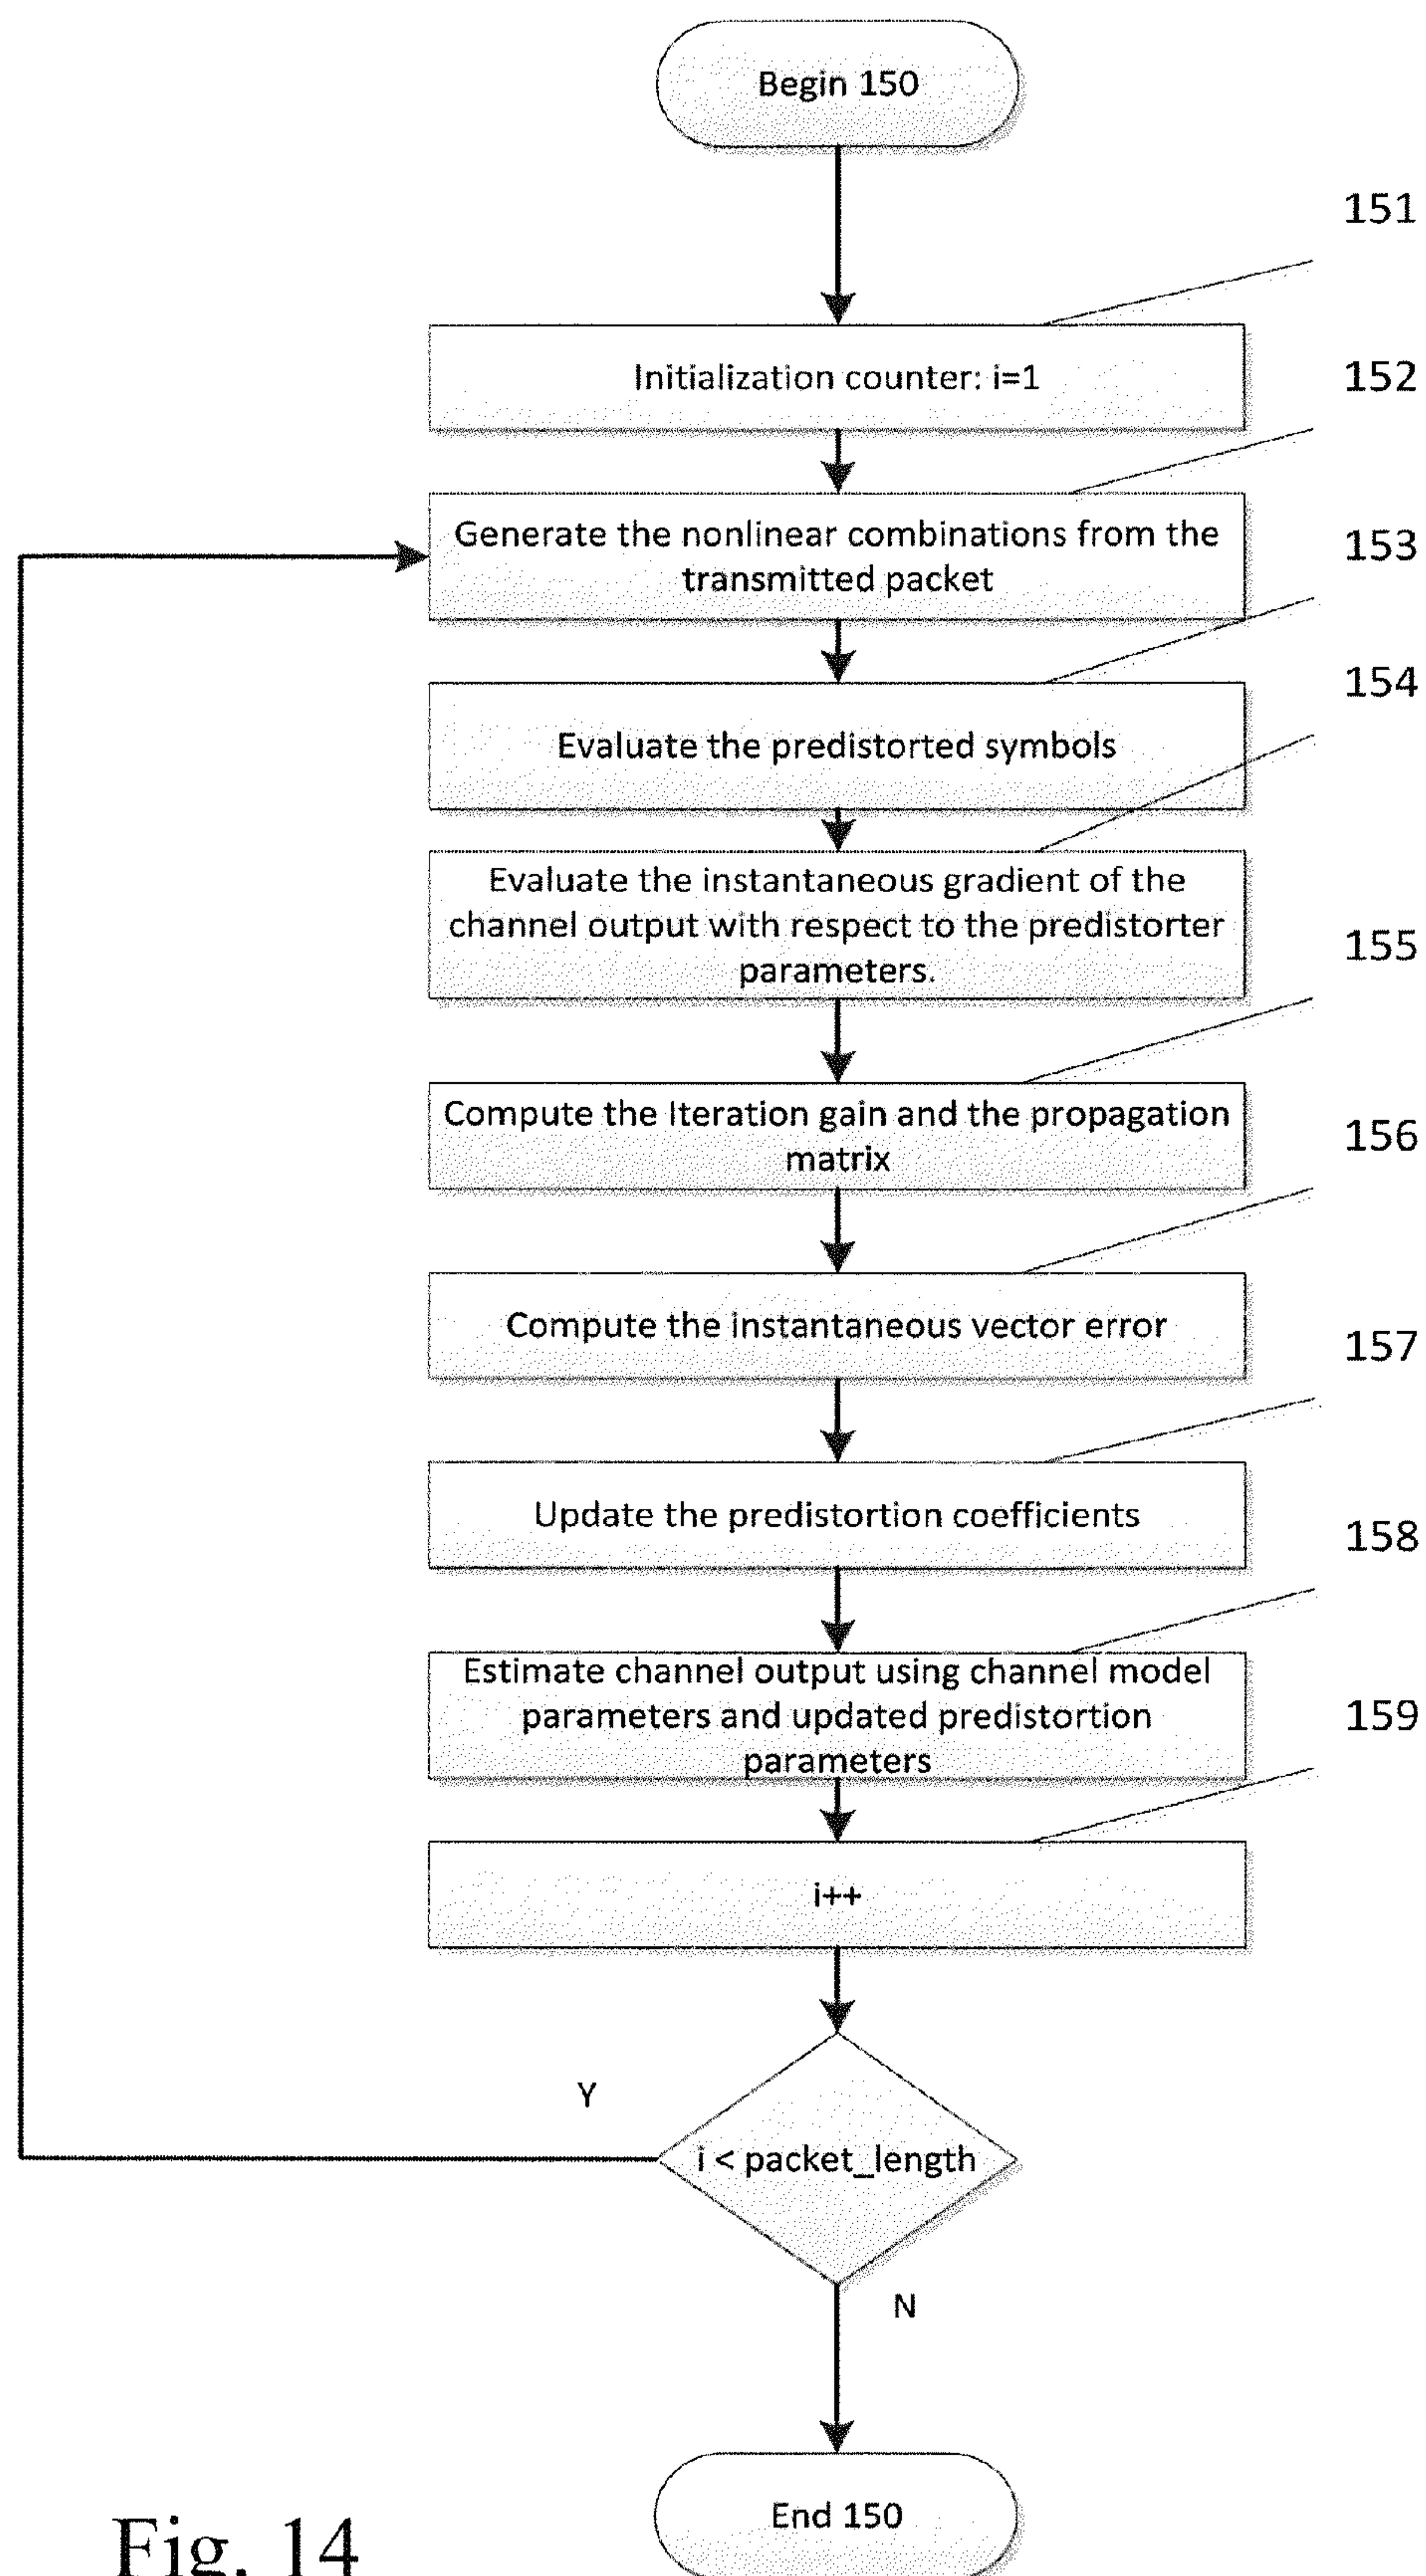 Begin 150
151
Initialization counter: i=1
152
Generate the nonlinear combinations from the
transmitted packet
153
Evaluate the predistorted symbols
154
Evaluate the instantaneous gradient of the
channel output with respect to the predistorter
parameters.
155
Compute the Iteration gain and the propagation
matrix
156
Compute the instantaneous vector error
157
Update the predistortion coefficients
158
Estimate channel output using channel model
parameters and updated predistortion
parameters
159
i++
Y
i < packet_length
N
End 150
Fig. 14